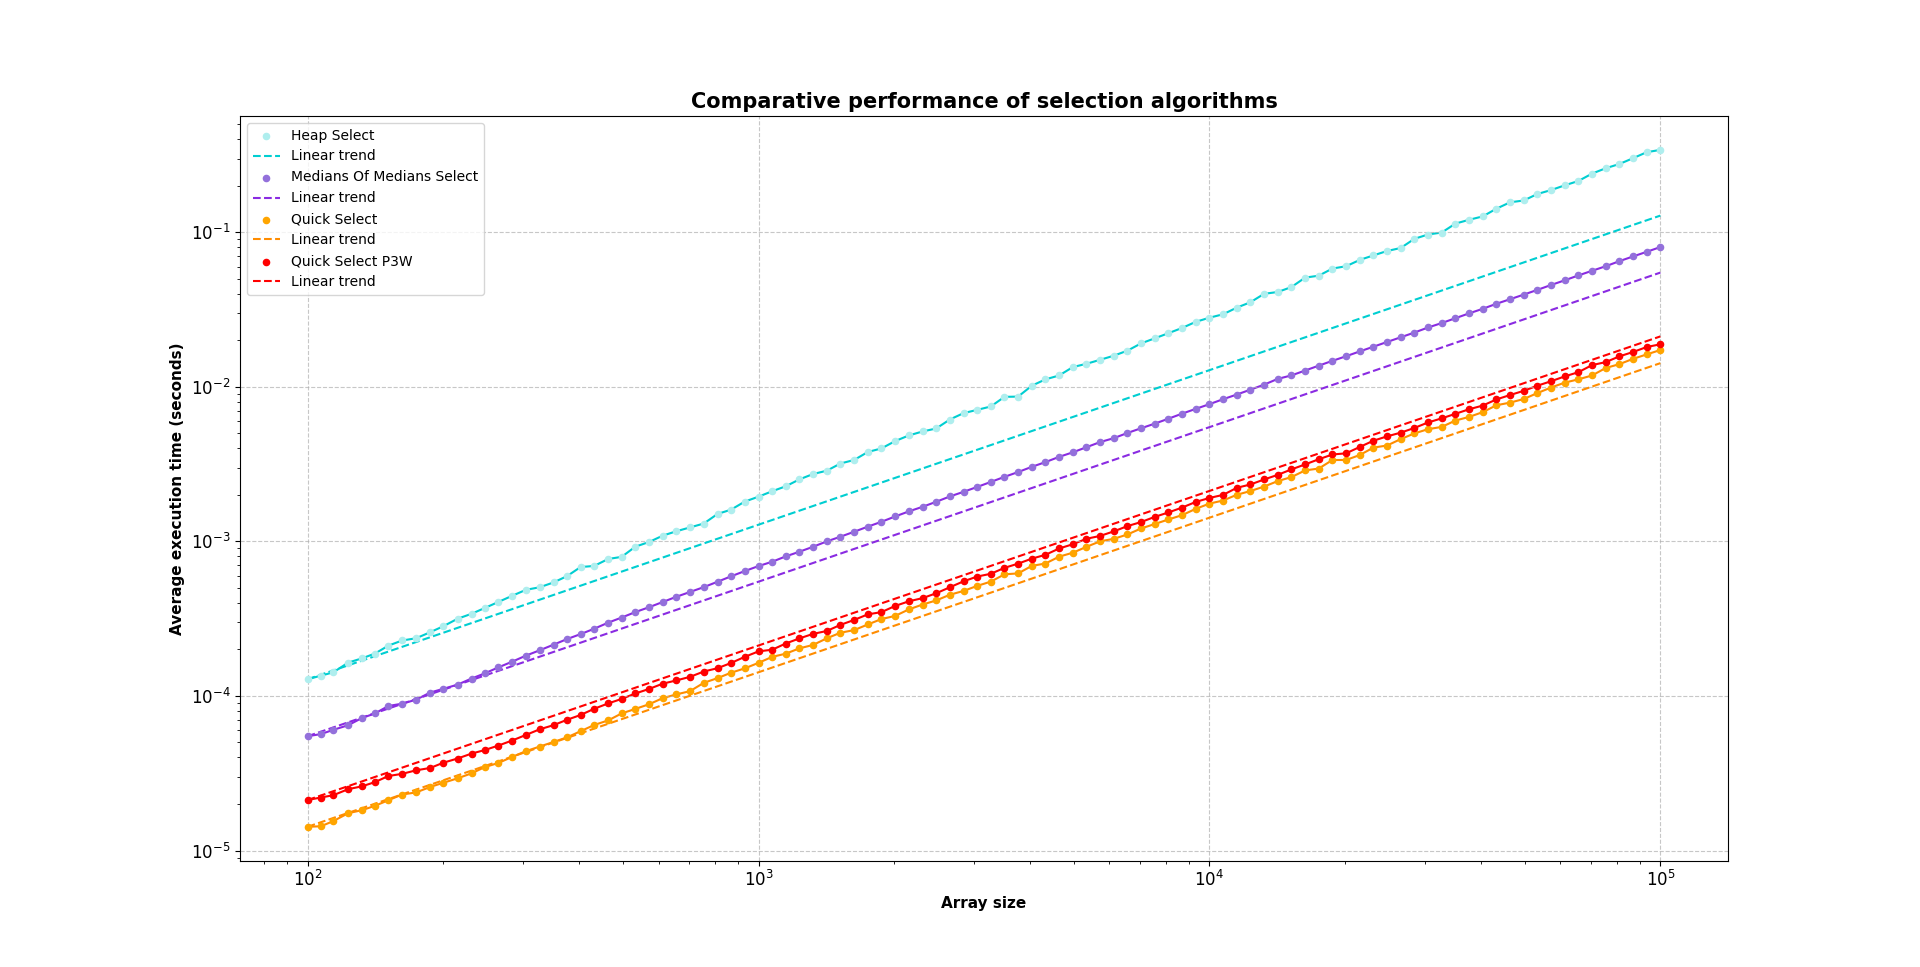 Comparative performance of selection algorithms
Heap Select
Linear trend
Medians Of Medians Select
Linear trend
Quick Select
Linear trend
Quick Select P3W
Linear trend
Average execution time (seconds)
10⁻¹
10⁻²
10⁻³
10⁻⁴
10⁻⁵
10² 10³ 10⁴ 10⁵
Array size